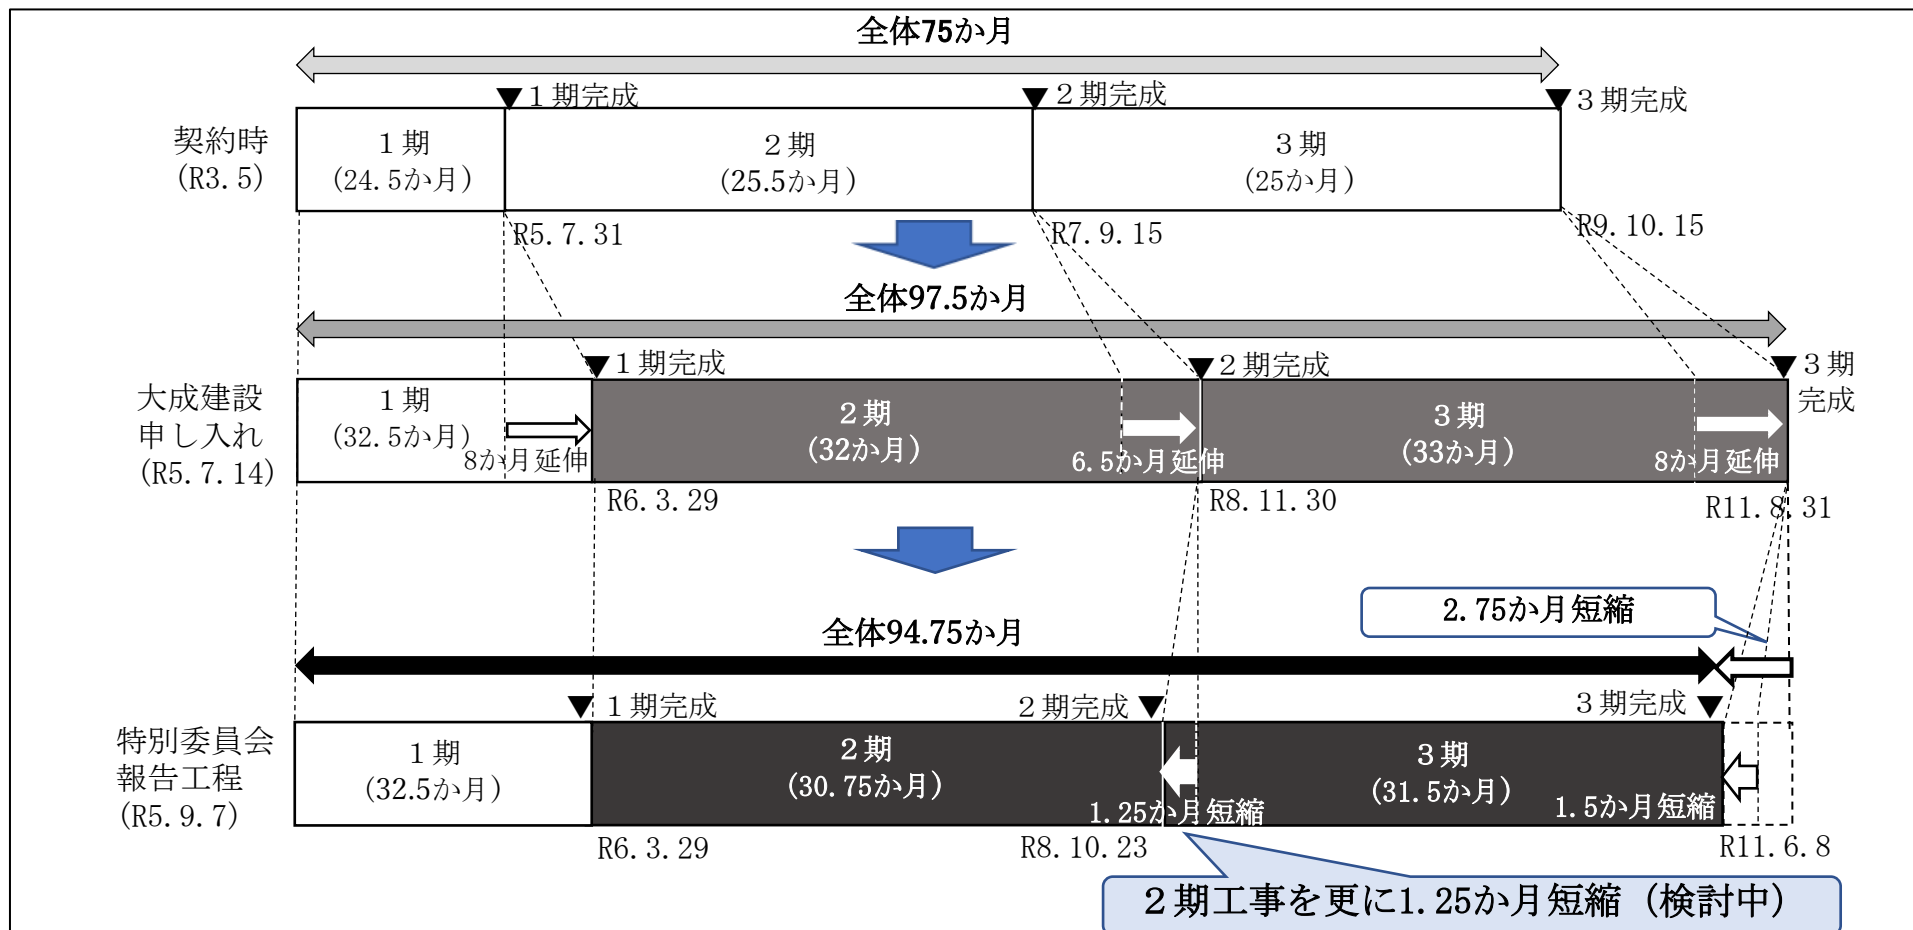 全体75か月
▼１期完成
▼２期完成
▼３期完成
契約時
(R3.5)
１期
(24.5か月)
２期
(25.5か月)
３期
(25か月)
R5.7.31
R7.9.15
R9.10.15
全体97.5か月
▼１期完成
▼２期完成
▼３期
完成
大成建設
申し入れ
(R5.7.14)
１期
(32.5か月)
8か月延伸
２期
(32か月)
6.5か月延伸
３期
(33か月)
8か月延伸
R6.3.29
R8.11.30
R11.8.31
2.75か月短縮
全体94.75か月
▼１期完成
２期完成▼
３期完成▼
特別委員会
報告工程
(R5.9.7)
１期
(32.5か月)
２期
(30.75か月)
1.25か月短縮
３期
(31.5か月)
1.5か月短縮
R6.3.29
R8.10.23
R11.6.8
２期工事を更に1.25か月短縮（検討中）